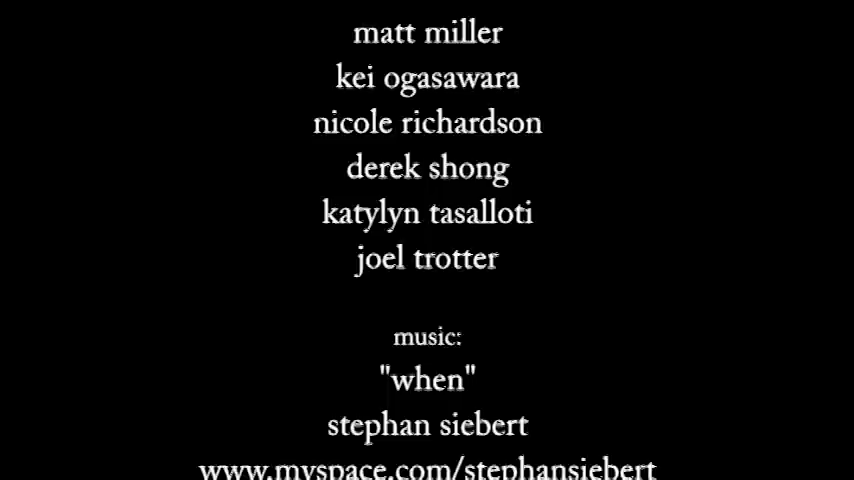 matt miller
kei ogasawara
nicole richardson
derek shong
katylyn tasalloti
joel trotter
music:
"when"
stephan siebert
www.myspace.com/stephansiebert